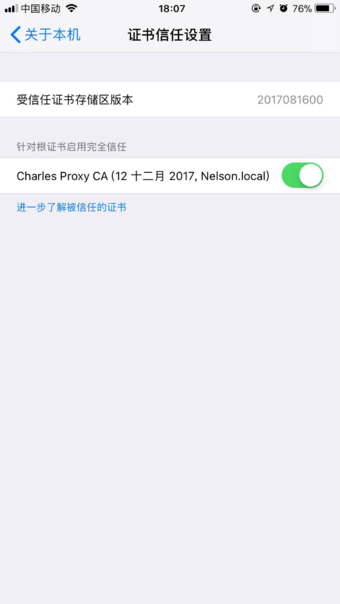 中国移动 18:07 76%
关于本机 证书信任设置
受信任证书存储区版本 2017081600
针对根证书启用完全信任
Charles Proxy CA (12 十二月 2017, Nelson.local)
进一步了解被信任的证书